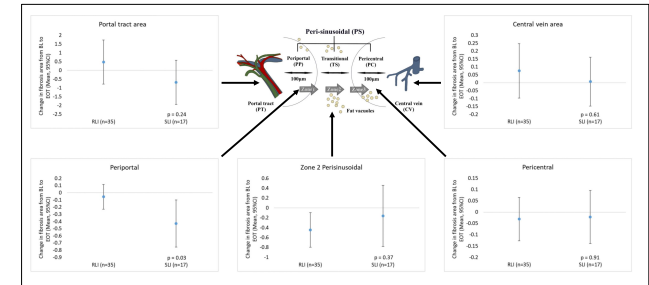 Portal tract area
Change in fibrosis area from BL to
EOT (Mean, 95%CI)
2
1.5
1
0.5
0
-0.5
-1
-1.5
-2
-2.5
p = 0.24
RLI (n=35)
SLI (n=17)
Peri-sinusoidal (PS)
Periportal
(PP)
Transitional
(TS)
Pericentral
(PC)
100μm
100μm
Zone 1
Zone 2
Zone 3
Portal tract
(PT)
Fat vacuoles
Central vein
(CV)
Central vein area
Change in fibrosis area from BL to
EOT (Mean, 95%CI)
0.3
0.25
0.2
0.15
0.1
0.05
0
-0.05
-0.1
-0.15
-0.2
p = 0.61
RLI (n=35)
SLI (n=17)
Periportal
Change in fibrosis area from BL to
EOT (Mean, 95%CI)
0.2
0.1
0
-0.1
-0.2
-0.3
-0.4
-0.5
-0.6
-0.7
-0.8
-0.9
p = 0.03
RLI (n=35)
SLI (n=17)
Zone 2 Perisinusoidal
Change in fibrosis area from BL to
EOT (Mean, 95%CI)
0.6
0.4
0.2
0
-0.2
-0.4
-0.6
-0.8
-1
p = 0.37
RLI (n=35)
SLI (n=17)
Pericentral
Change in fibrosis area from BL to
EOT (Mean, 95%CI)
0.15
0.1
0.05
0
-0.05
-0.1
-0.15
-0.2
p = 0.91
RLI (n=35)
SLI (n=17)